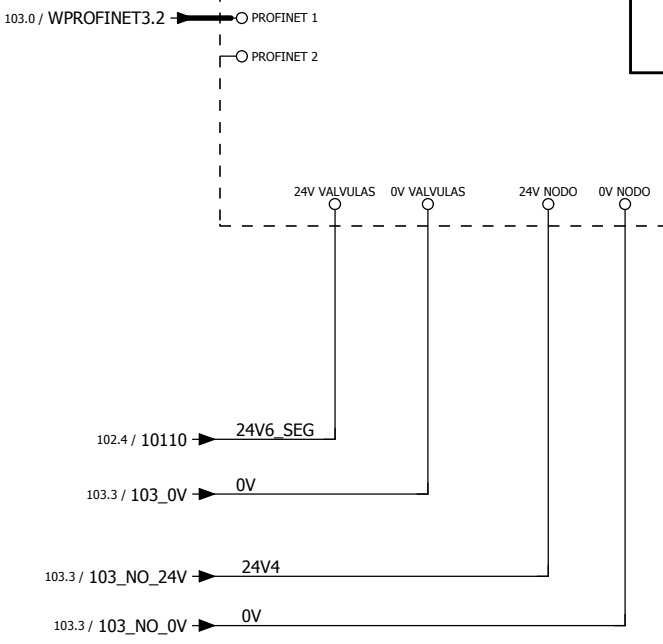 103.0 / WPROFINET3.2 PROFINET 1
PROFINET 2
24V VALVULAS 0V VALVULAS 24V NODO 0V NODO
102.4 / 10110 24V6_SEG
103.3 / 103_0V 0V
103.3 / 103_NO_24V 24V4
103.3 / 103_NO_0V 0V